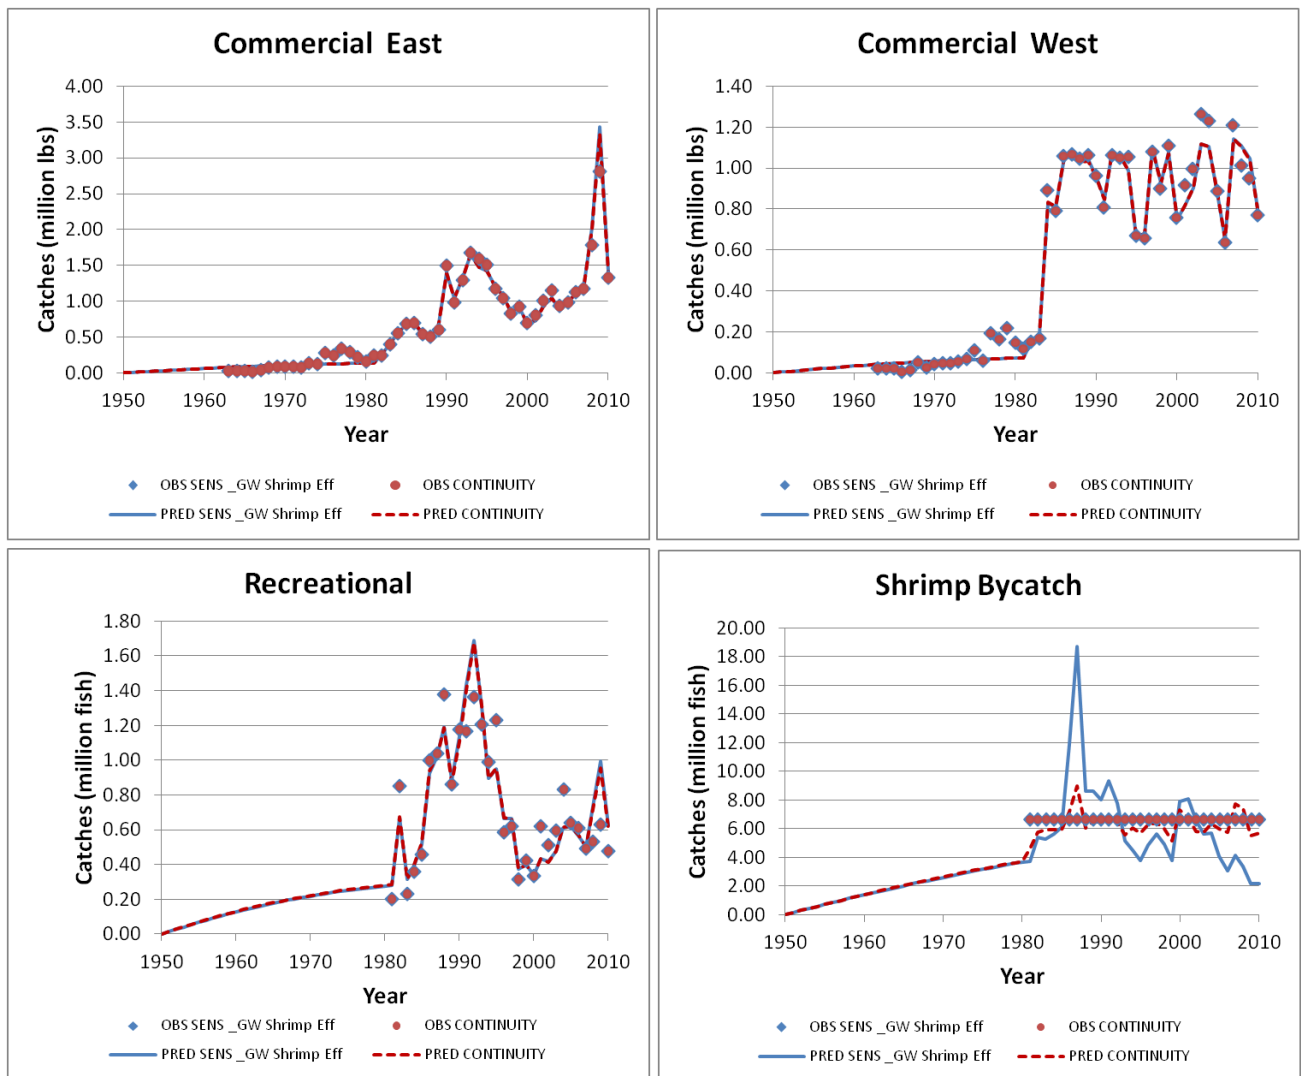 Commercial East
4.00
3.50
3.00
2.50
2.00
1.50
1.00
0.50
0.00
Catches (million lbs)
1950 1960 1970 1980 1990 2000 2010
Year
OBS SENS _GW Shrimp Eff OBS CONTINUITY
PRED SENS _GW Shrimp Eff PRED CONTINUITY
Commercial West
1.40
1.20
1.00
0.80
0.60
0.40
0.20
0.00
Catches (million lbs)
1950 1960 1970 1980 1990 2000 2010
Year
OBS SENS _GW Shrimp Eff OBS CONTINUITY
PRED SENS _GW Shrimp Eff PRED CONTINUITY
Recreational
1.80
1.60
1.40
1.20
1.00
0.80
0.60
0.40
0.20
0.00
Catches (million fish)
1950 1960 1970 1980 1990 2000 2010
Year
OBS SENS _GW Shrimp Eff OBS CONTINUITY
PRED SENS _GW Shrimp Eff PRED CONTINUITY
Shrimp Bycatch
20.00
18.00
16.00
14.00
12.00
10.00
8.00
6.00
4.00
2.00
0.00
Catches (million fish)
1950 1960 1970 1980 1990 2000 2010
Year
OBS SENS _GW Shrimp Eff OBS CONTINUITY
PRED SENS _GW Shrimp Eff PRED CONTINUITY